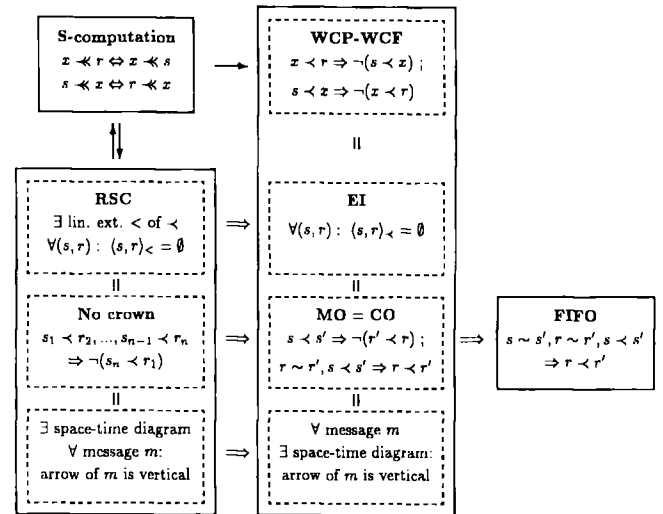 S-computation
x ≪ r ⇔ x ≪ s
s ≪ x ⇔ r ≪ x
WCP-WCF
x ≺ r ⇒ ¬(s ≺ x) ;
s ≺ x ⇒ ¬(x ≺ r)
RSC
∃ lin. ext. < of ≺
∀(s, r) : ⟨s, r⟩< = ∅
EI
∀(s, r) : ⟨s, r⟩≺ = ∅
No crown
s₁ ≺ r₂, ..., sₙ₋₁ ≺ rₙ
⇒ ¬(sₙ ≺ r₁)
MO = CO
s ≺ s′ ⇒ ¬(r′ ≺ r) ;
r ∼ r′, s ≺ s′ ⇒ r ≺ r′
FIFO
s ∼ s′, r ∼ r′, s ≺ s′
⇒ r ≺ r′
∃ space-time diagram
∀ message m:
arrow of m is vertical
∀ message m
∃ space-time diagram:
arrow of m is vertical